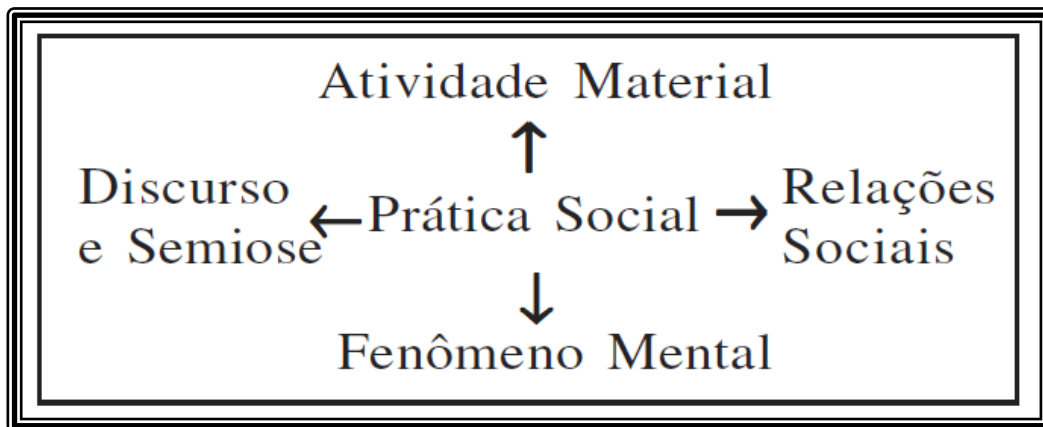 Atividade Material
↑
Discurso
e Semiose
← Prática Social →
Relações
Sociais
↓
Fenômeno Mental